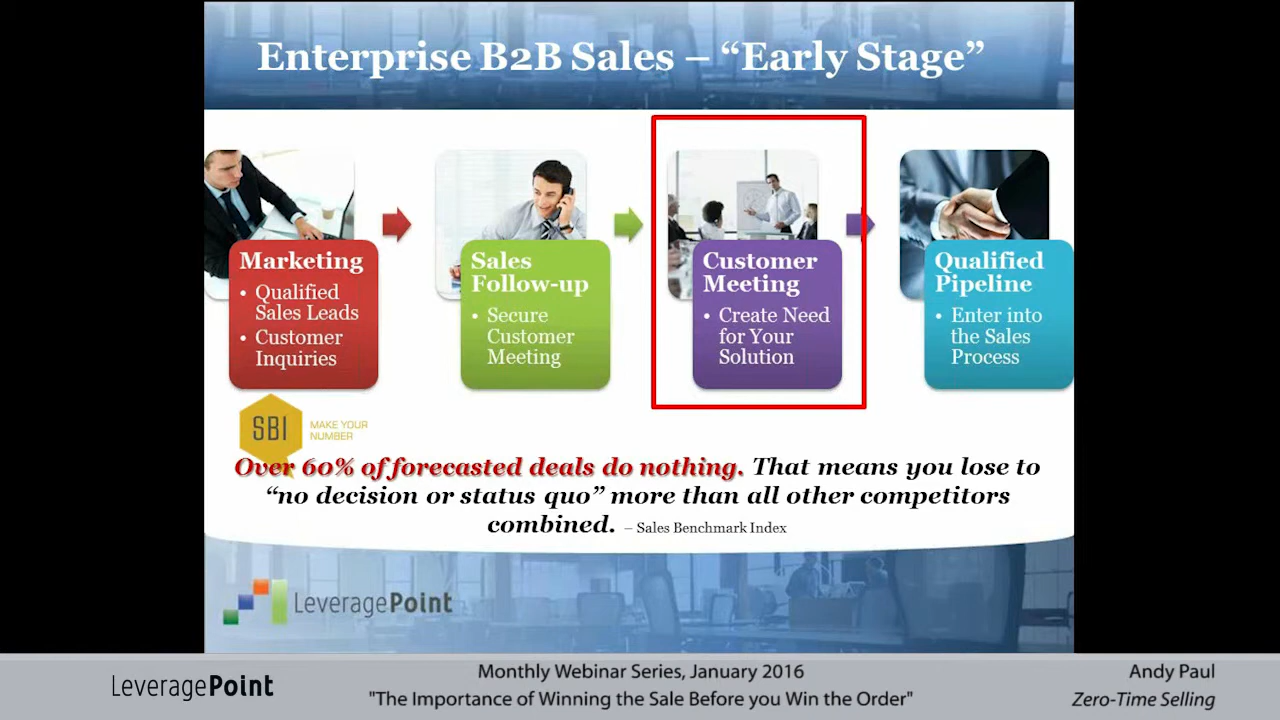 Enterprise B2B Sales – “Early Stage”
Marketing
• Qualified
Sales Leads
• Customer
Inquiries
Sales
Follow-up
• Secure
Customer
Meeting
Customer
Meeting
• Create Need
for Your
Solution
Qualified
Pipeline
• Enter into
the Sales
Process
SBI
MAKE YOUR
NUMBER
Over 60% of forecasted deals do nothing. That means you lose to
“no decision or status quo” more than all other competitors
combined. – Sales Benchmark Index
LeveragePoint
LeveragePoint
Monthly Webinar Series, January 2016
"The Importance of Winning the Sale Before you Win the Order"
Andy Paul
Zero-Time Selling